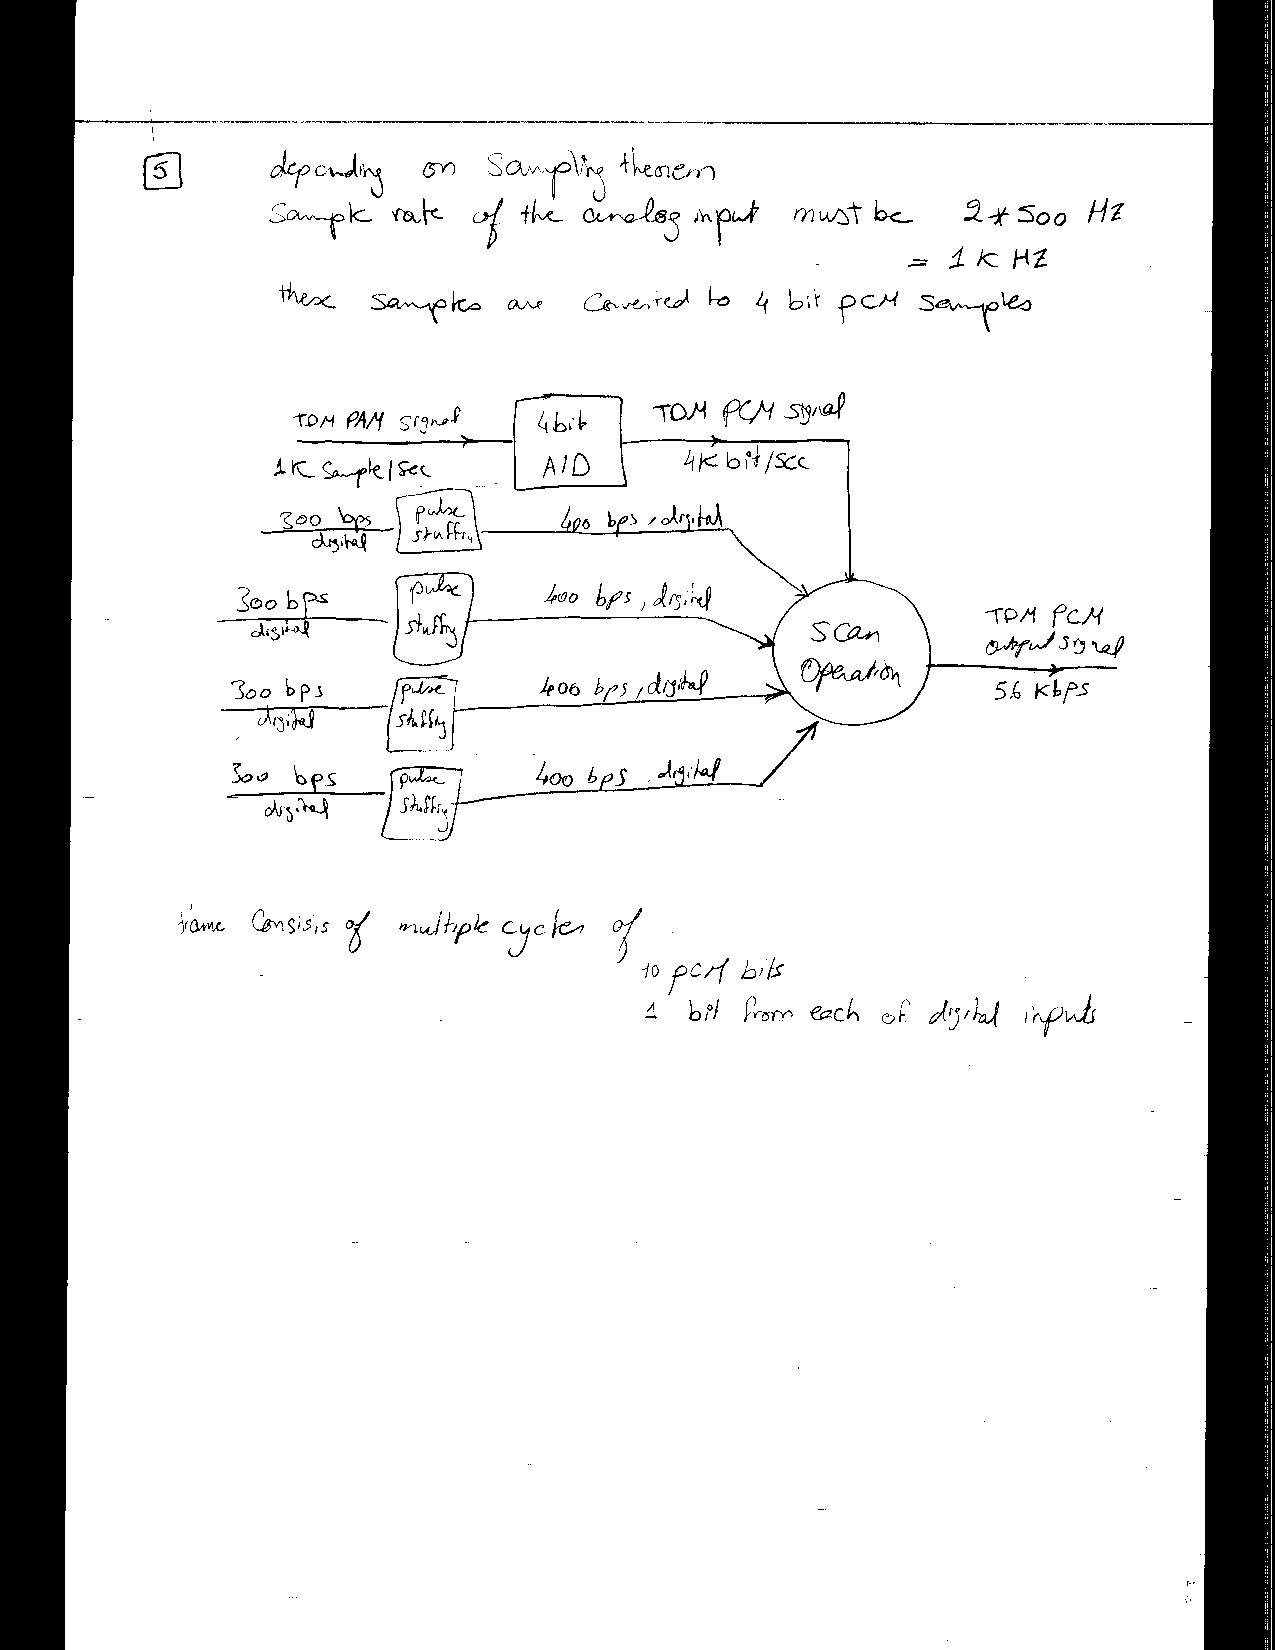 5
depending on Sampling theorem
Sample rate of the analog input must be 2*500 HZ
= 1K HZ
these samples are Converted to 4 bit PCM samples
TDM PAM signal
1K Sample/sec
4bit
A/D
TDM PCM signal
4K bit/sec
300 bps
digital
pulse
stuffing
400 bps, digital
300 bps
digital
pulse
stuffing
400 bps, digital
300 bps
digital
pulse
stuffing
400 bps, digital
300 bps
digital
pulse
stuffing
400 bps, digital
Scan
Operation
TDM PCM
output signal
56 Kbps
frame Consists of multiple cycles of
10 PCM bits
1 bit from each of digital inputs